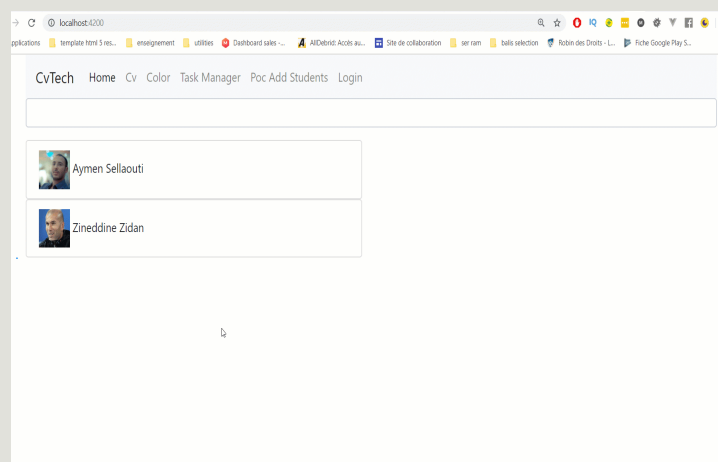 localhost:4200
pplications template html 5 res... enseignement utilities Dashboard sales -... AllDebrid: Accès au... Site de collaboration ser ram balis selection Robin des Droits - L... Fiche Google Play S...
CvTech Home Cv Color Task Manager Poc Add Students Login
Aymen Sellaouti
Zineddine Zidan